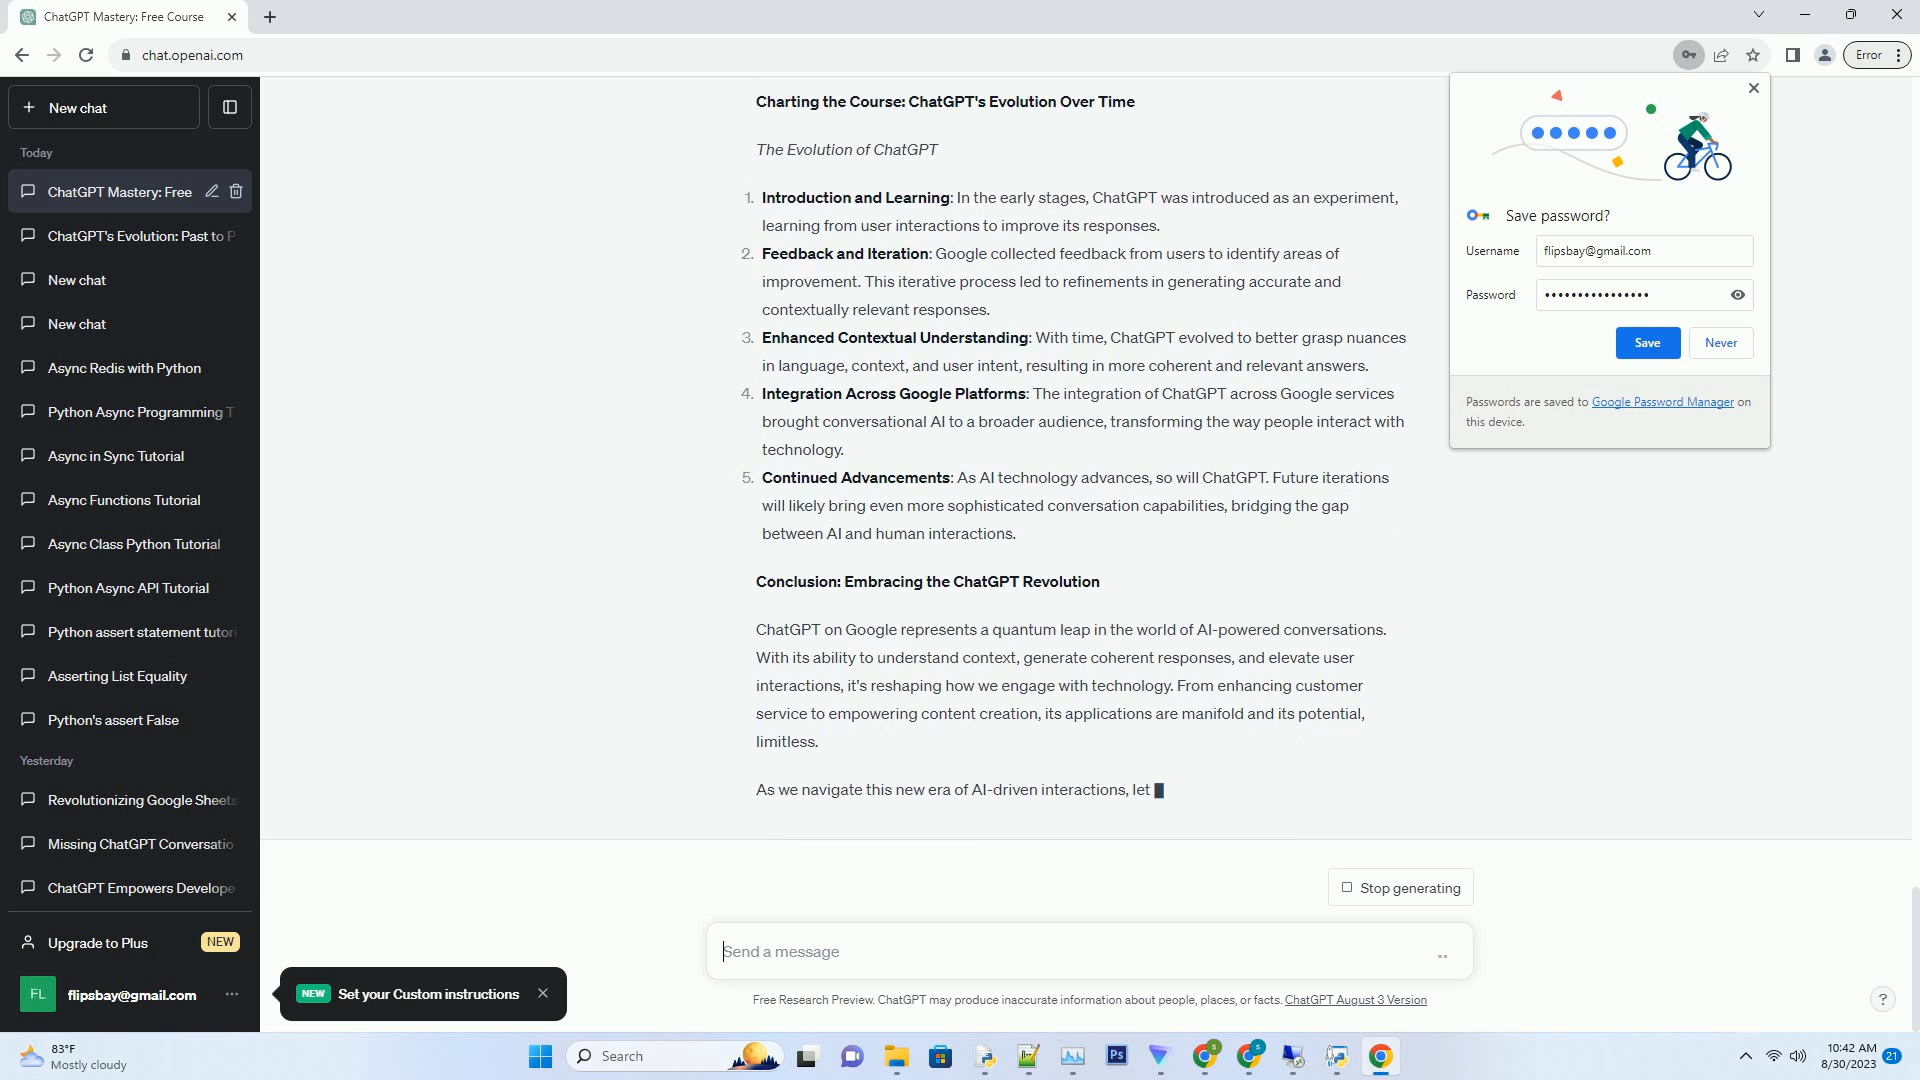 ChatGPT Mastery: Free Course
chat.openai.com
Error
New chat
Today
ChatGPT Mastery: Free
ChatGPT's Evolution: Past to P
New chat
New chat
Async Redis with Python
Python Async Programming T
Async in Sync Tutorial
Async Functions Tutorial
Async Class Python Tutorial
Python Async API Tutorial
Python assert statement tutori
Asserting List Equality
Python's assert False
Yesterday
Revolutionizing Google Sheets
Missing ChatGPT Conversatio
ChatGPT Empowers Develope
Upgrade to Plus NEW
FL flipsbay@gmail.com
Charting the Course: ChatGPT's Evolution Over Time
The Evolution of ChatGPT
1. Introduction and Learning: In the early stages, ChatGPT was introduced as an experiment,
learning from user interactions to improve its responses.
2. Feedback and Iteration: Google collected feedback from users to identify areas of
improvement. This iterative process led to refinements in generating accurate and
contextually relevant responses.
3. Enhanced Contextual Understanding: With time, ChatGPT evolved to better grasp nuances
in language, context, and user intent, resulting in more coherent and relevant answers.
4. Integration Across Google Platforms: The integration of ChatGPT across Google services
brought conversational AI to a broader audience, transforming the way people interact with
technology.
5. Continued Advancements: As AI technology advances, so will ChatGPT. Future iterations
will likely bring even more sophisticated conversation capabilities, bridging the gap
between AI and human interactions.
Conclusion: Embracing the ChatGPT Revolution
ChatGPT on Google represents a quantum leap in the world of AI-powered conversations.
With its ability to understand context, generate coherent responses, and elevate user
interactions, it's reshaping how we engage with technology. From enhancing customer
service to empowering content creation, its applications are manifold and its potential,
limitless.
As we navigate this new era of AI-driven interactions, let
Stop generating
Send a message
NEW Set your Custom instructions
Free Research Preview. ChatGPT may produce inaccurate information about people, places, or facts. ChatGPT August 3 Version
?
Save password?
Username flipsbay@gmail.com
Password ••••••••••••••••
Save Never
Passwords are saved to Google Password Manager on
this device.
83°F
Mostly cloudy
Search
Ps
S
S
10:42 AM
8/30/2023
21